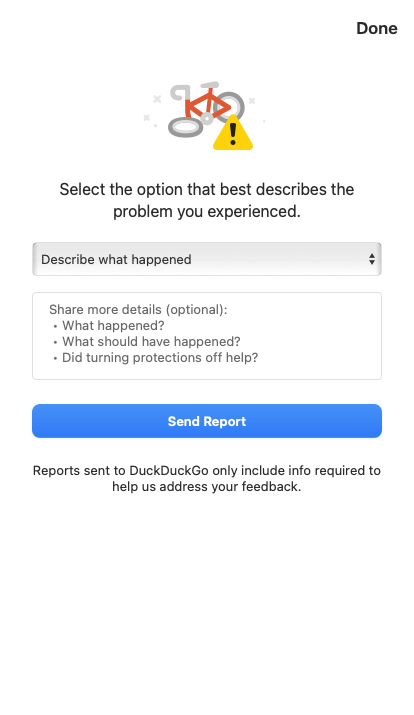 Done
Select the option that best describes the
problem you experienced.
Describe what happened
Share more details (optional):
• What happened?
• What should have happened?
• Did turning protections off help?
Send Report
Reports sent to DuckDuckGo only include info required to
help us address your feedback.